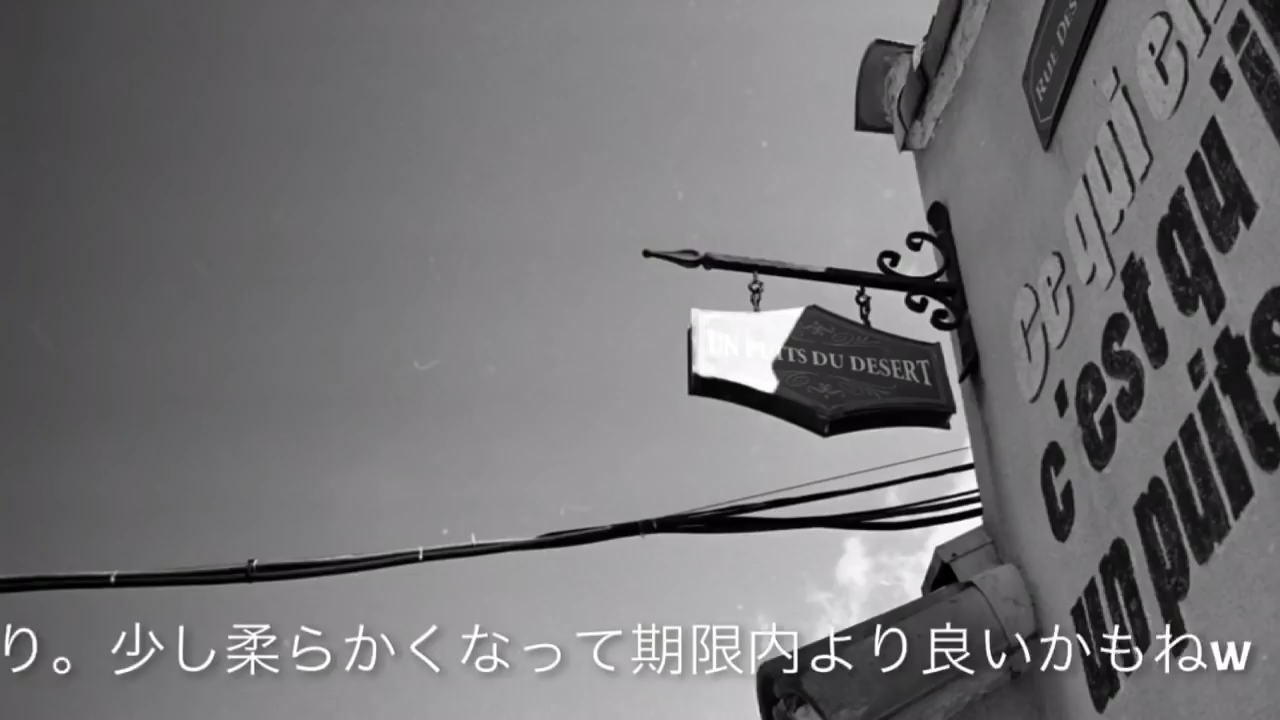 RUE DES
Ce qui e
c'est qu'il
un puits
UN PUITS DU DESERT
り。少し柔らかくなって期限内より良いかもねw